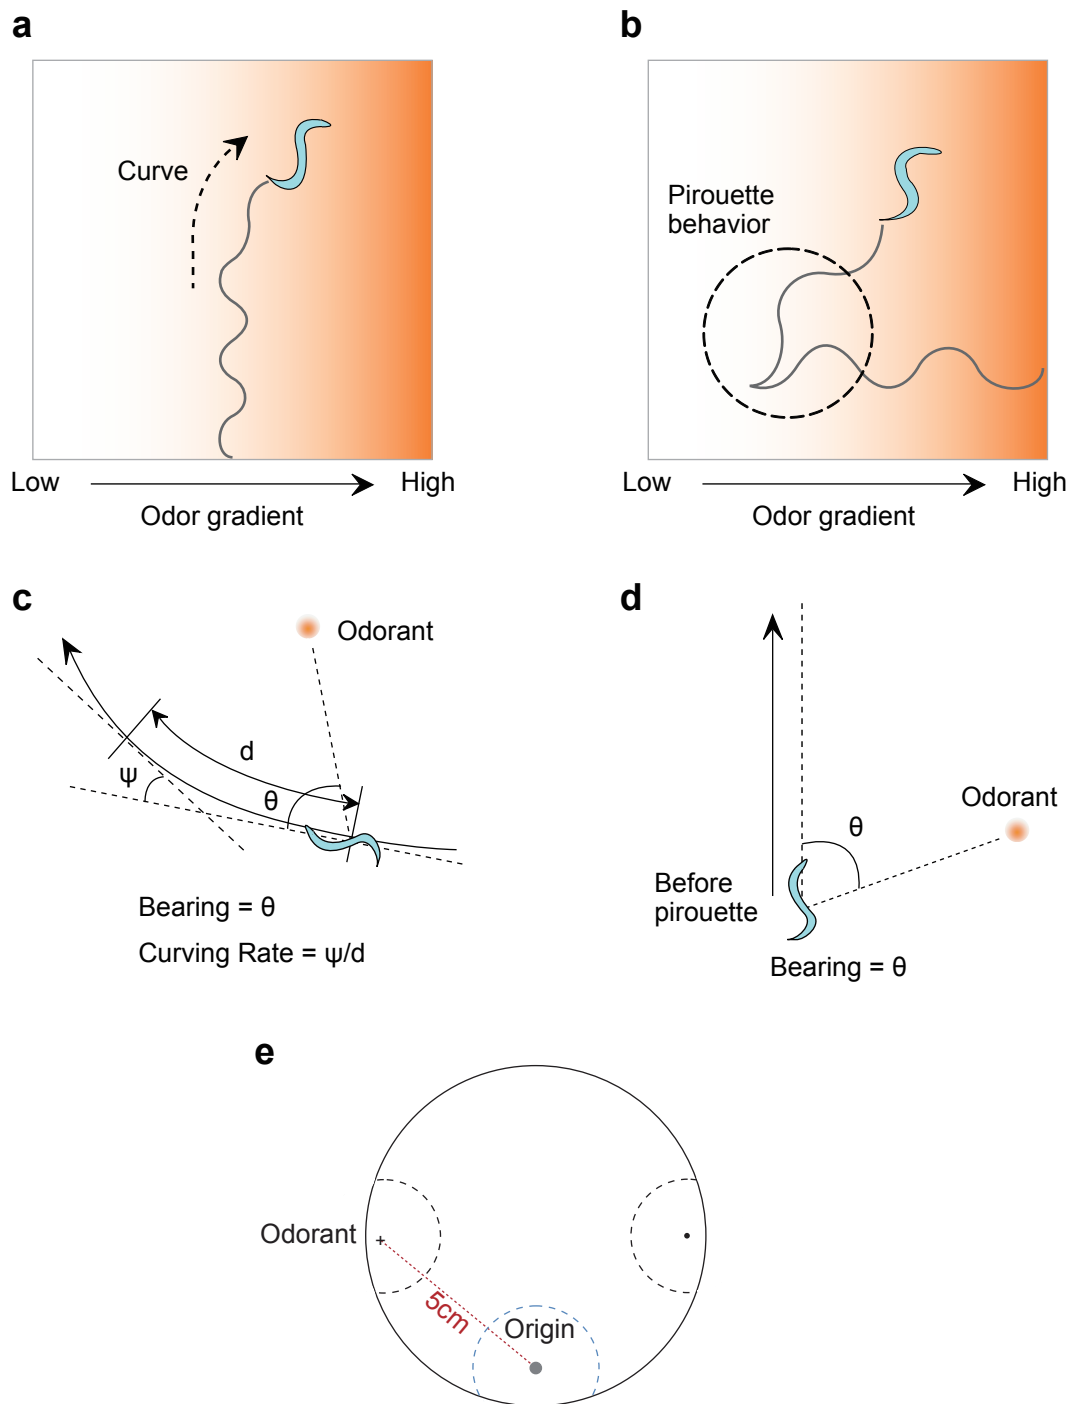 a
b
Curve
Pirouette
behavior
Low
High
Odor gradient
Low
High
Odor gradient
c
Odorant
d
ψ
θ
Bearing = θ
Curving Rate = ψ/d
d
Odorant
θ
Before
pirouette
Bearing = θ
e
Odorant
5cm
Origin